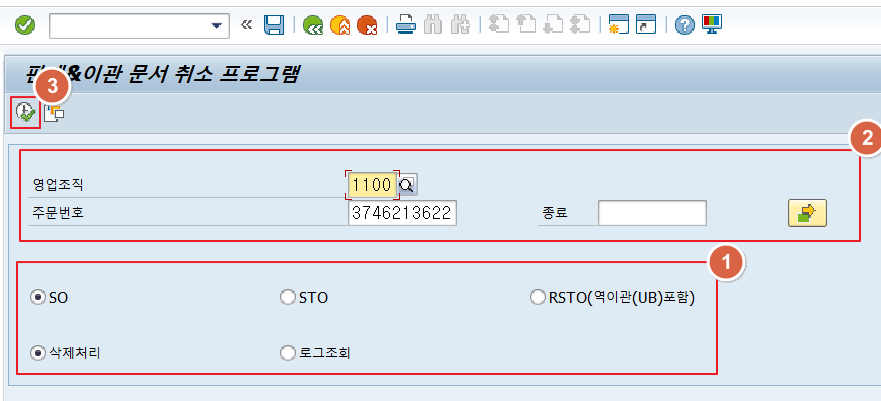 &이관 문서 취소 프로그램
3
2
영업조직 1100
주문번호 3746213622 종료
1
SO STO RSTO(역이관(UB)포함)
삭제처리 로그조회